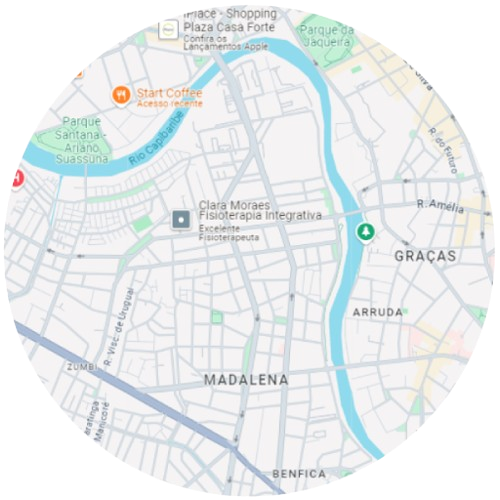 iPlace - Shopping
Plaza Casa Forte
Confira os
Lançamentos Apple
Parque da
Jaqueira
Start Coffee
Acesso recente
Parque
Santana -
Ariano
Suassuna
Rio Capibaribe
R. do Futuro
Clara Moraes
Fisioterapia Integrativa
Excelente
Fisioterapeuta
R. Amélia
GRAÇAS
R. Visc. de Uruguai
ARRUDA
ZUMBI
MADALENA
Manicoré
BENFICA